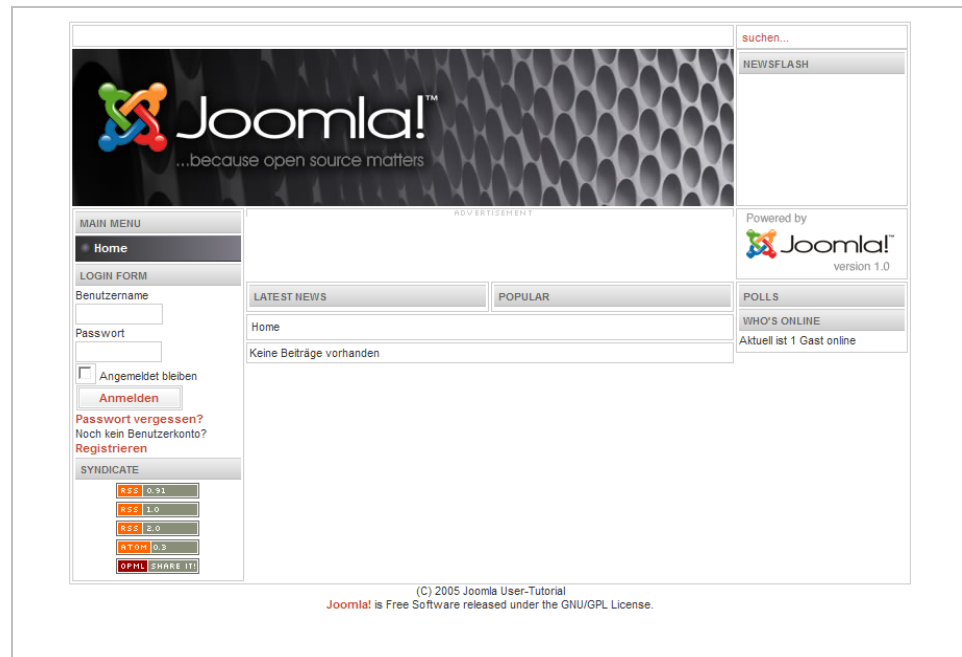 suchen...
NEWSFLASH
Joomla!™
...because open source matters
MAIN MENU
Home
LOGIN FORM
Benutzername
Passwort
Angemeldet bleiben
Anmelden
Passwort vergessen?
Noch kein Benutzerkonto?
Registrieren
SYNDICATE
RSS 0.91
RSS 1.0
RSS 2.0
ATOM 0.3
OPML SHARE IT!
ADVERTISEMENT
LATEST NEWS
POPULAR
Home
Keine Beiträge vorhanden
Powered by
Joomla!™
version 1.0
POLLS
WHO'S ONLINE
Aktuell ist 1 Gast online
(C) 2005 Joomla User-Tutorial
Joomla! is Free Software released under the GNU/GPL License.